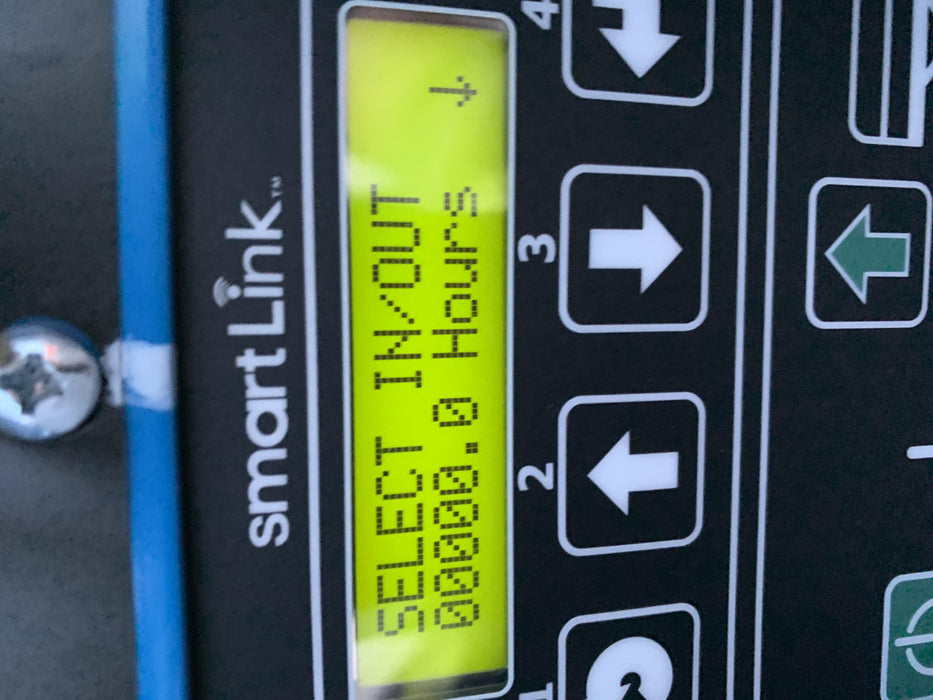 smartLink™
SELECT IN/OUT
00000.0 Hours ↓
1 2 3 4